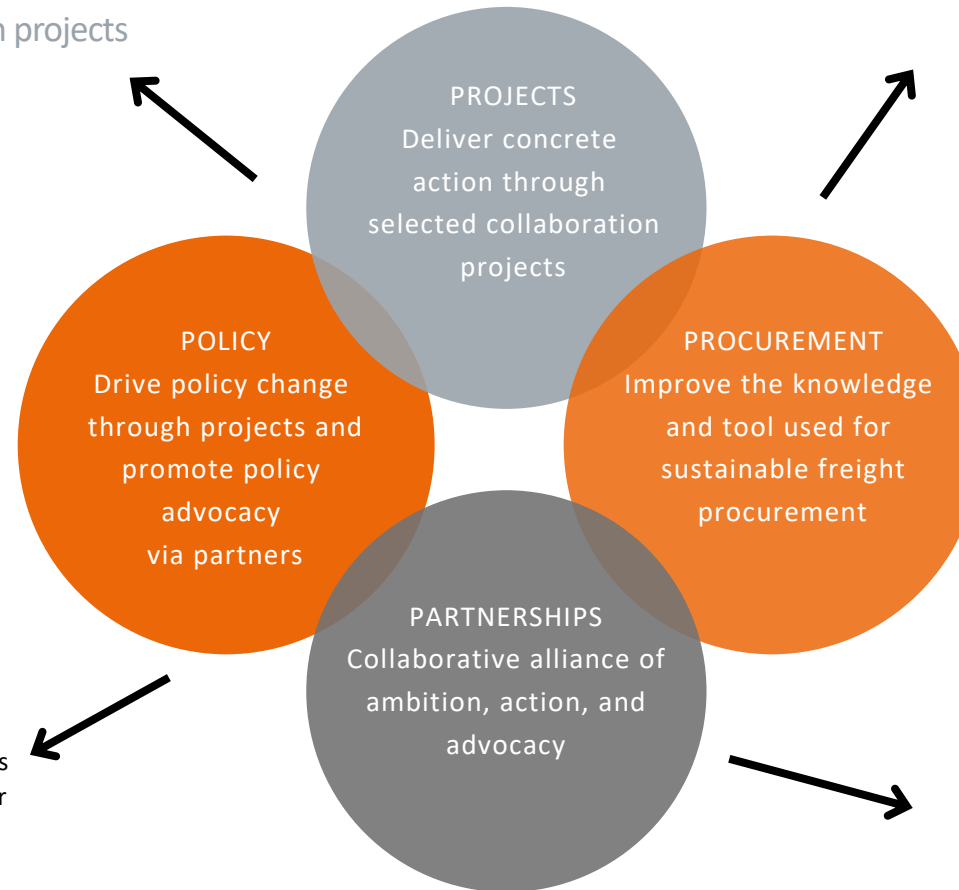 projects
PROJECTS
Deliver concrete
action through
selected collaboration
projects
POLICY
Drive policy change
through projects and
promote policy
advocacy
via partners
PROCUREMENT
Improve the knowledge
and tool used for
sustainable freight
procurement
PARTNERSHIPS
Collaborative alliance of
ambition, action, and
advocacy